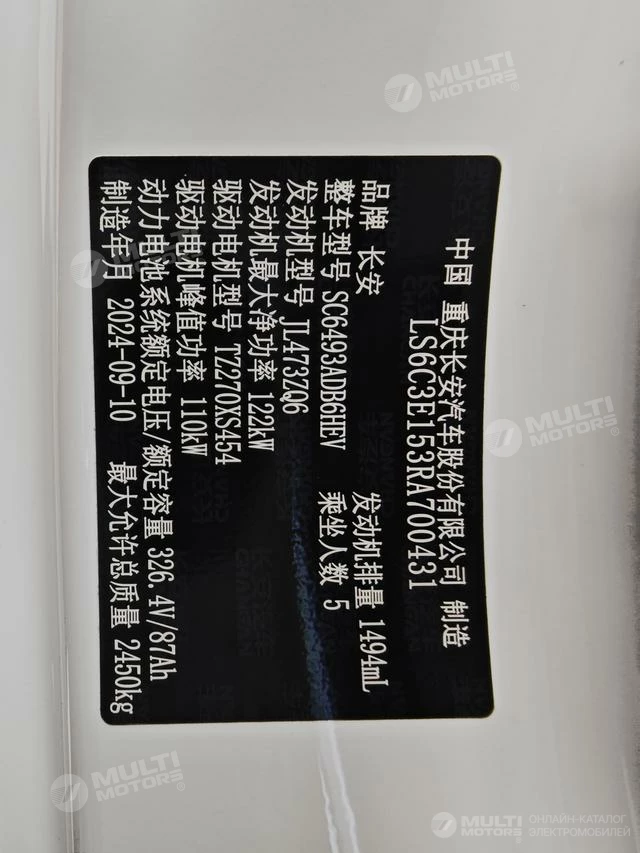 中国 重庆长安汽车股份有限公司 制造
LS6C3E153RA700431
品牌 长安
整车型号 SC6493ADB6HEV 乘坐人数 5
发动机型号 JL473ZQ6 发动机排量 1494mL
发动机最大净功率 122kW
驱动电机型号 TZ270XS454
驱动电机峰值功率 110kW
动力电池系统额定电压/额定容量 326.4V/87Ah
制造年月 2024-09-10 最大允许总质量 2450kg
MULTI
MOTORS®
MULTI
MOTORS
MULTI
MOTORS®
MULTI
MOTORS®
MULTI
MOTORS®
ОНЛАЙН-КАТАЛОГ
ЭЛЕКТРОМОБИЛЕЙ